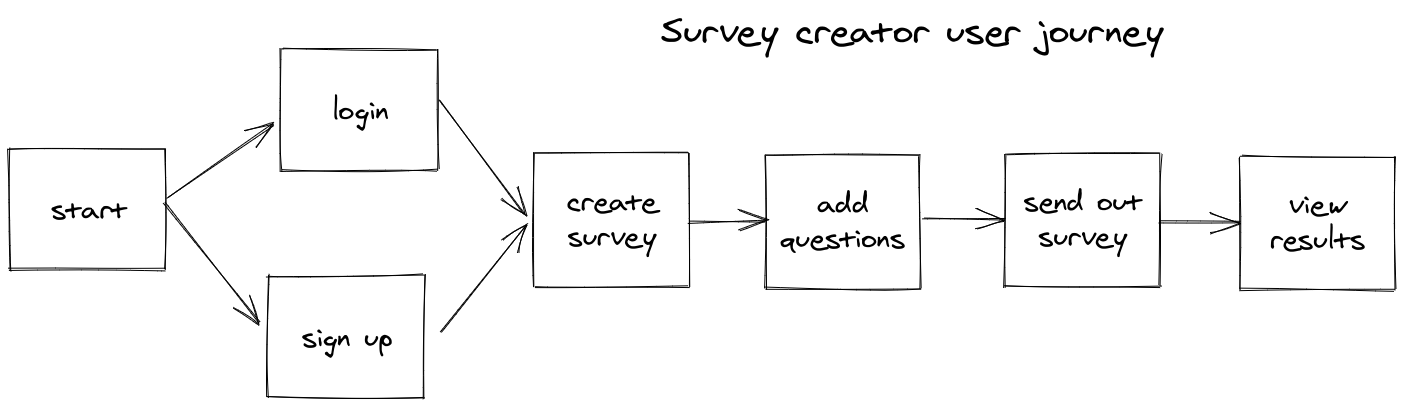 Survey creator user journey
login
start
sign up
create
survey
add
questions
send out
survey
view
results